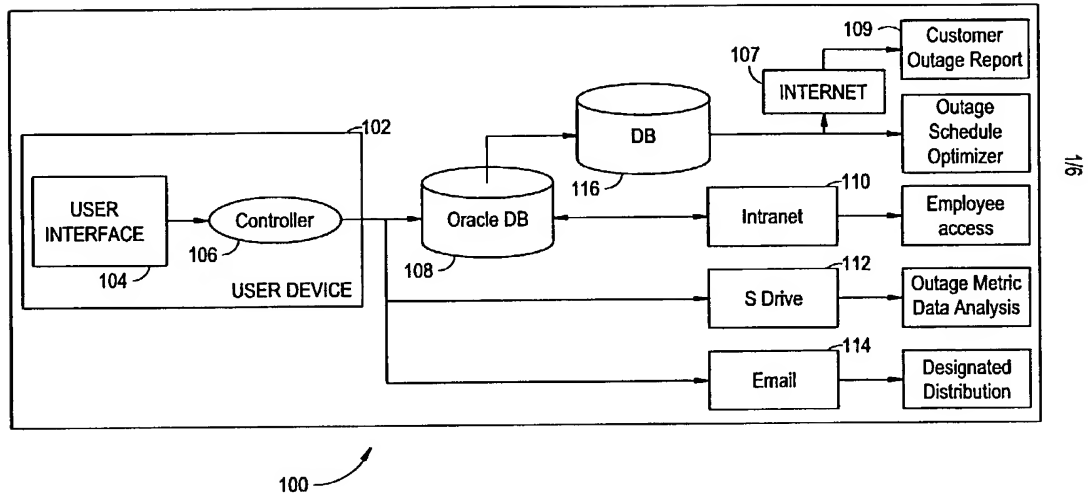 109
Customer
Outage Report
107
INTERNET
102
DB
116
Outage
Schedule
Optimizer
1/6
USER
INTERFACE
104
Controller
106
USER DEVICE
Oracle DB
108
110
Intranet
Employee
access
112
S Drive
Outage Metric
Data Analysis
114
Email
Designated
Distribution
100